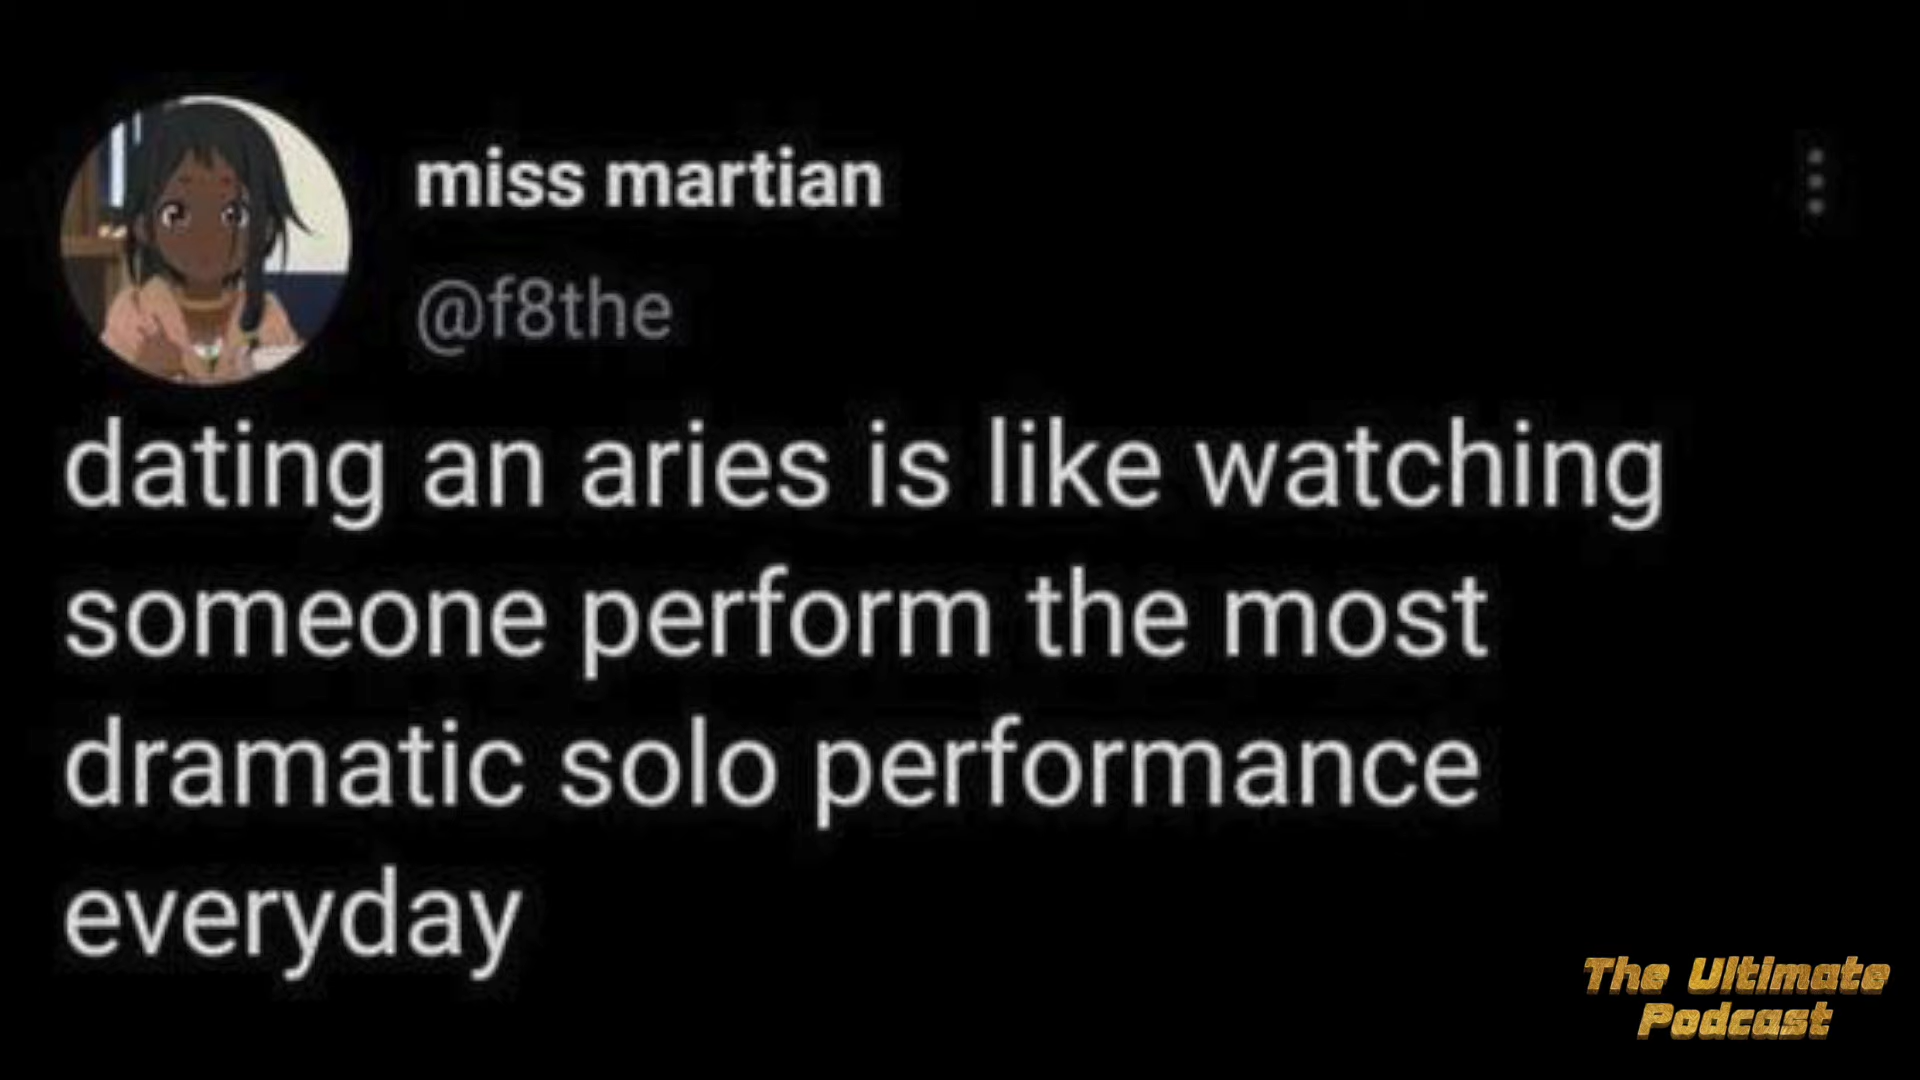 miss martian
@f8the
dating an aries is like watching
someone perform the most
dramatic solo performance
everyday
The Ultimate
Podcast